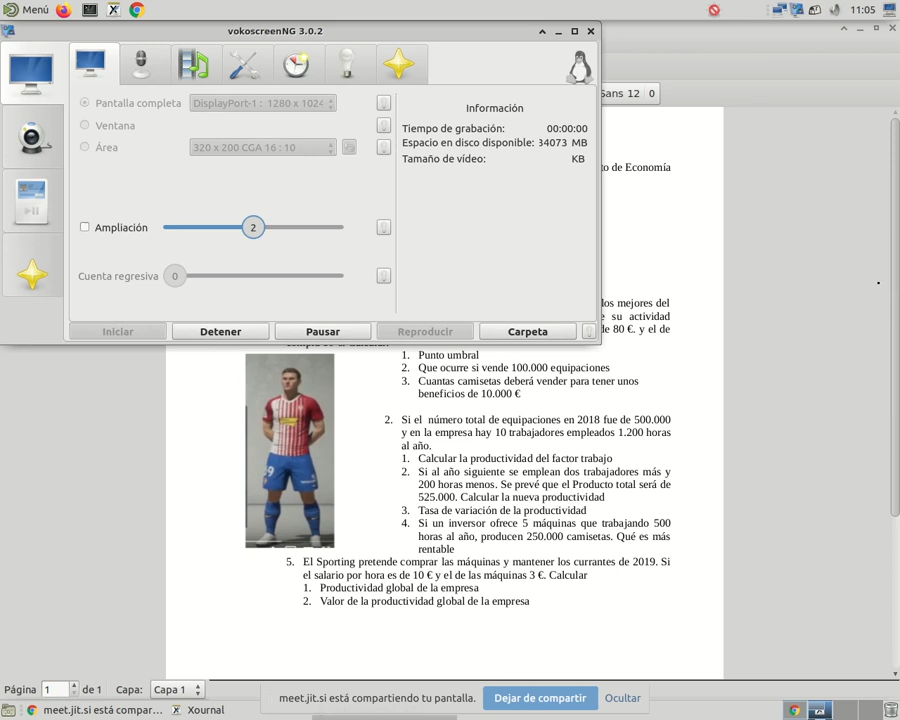 Menú
11:05
vokoscreenNG 3.0.2
Pantalla completa
DisplayPort-1 : 1280 x 1024
Ventana
Área
320 x 200 CGA 16 : 10
Ampliación
2
Cuenta regresiva
0
Información
Tiempo de grabación: 00:00:00
Espacio en disco disponible: 34073 MB
Tamaño de vídeo: KB
Iniciar
Detener
Pausar
Reproducir
Carpeta
Sans 12
to de Economía
los mejores del
su actividad
de 80 €. y el de
1. Punto umbral
2. Que ocurre si vende 100.000 equipaciones
3. Cuantas camisetas deberá vender para tener unos
beneficios de 10.000 €
2. Si el número total de equipaciones en 2018 fue de 500.000
y en la empresa hay 10 trabajadores empleados 1.200 horas
al año.
1. Calcular la productividad del factor trabajo
2. Si al año siguiente se emplean dos trabajadores más y
200 horas menos. Se prevé que el Producto total será de
525.000. Calcular la nueva productividad
3. Tasa de variación de la productividad
4. Si un inversor ofrece 5 máquinas que trabajando 500
horas al año, producen 250.000 camisetas. Qué es más
rentable
5. El Sporting pretende comprar las máquinas y mantener los currantes de 2019. Si
el salario por hora es de 10 € y el de las máquinas 3 €. Calcular
1. Productividad global de la empresa
2. Valor de la productividad global de la empresa
Página 1 de 1 Capa: Capa 1
meet.jit.si está compartiendo tu pantalla. Dejar de compartir Ocultar
meet.jit.si está compar... Xournal